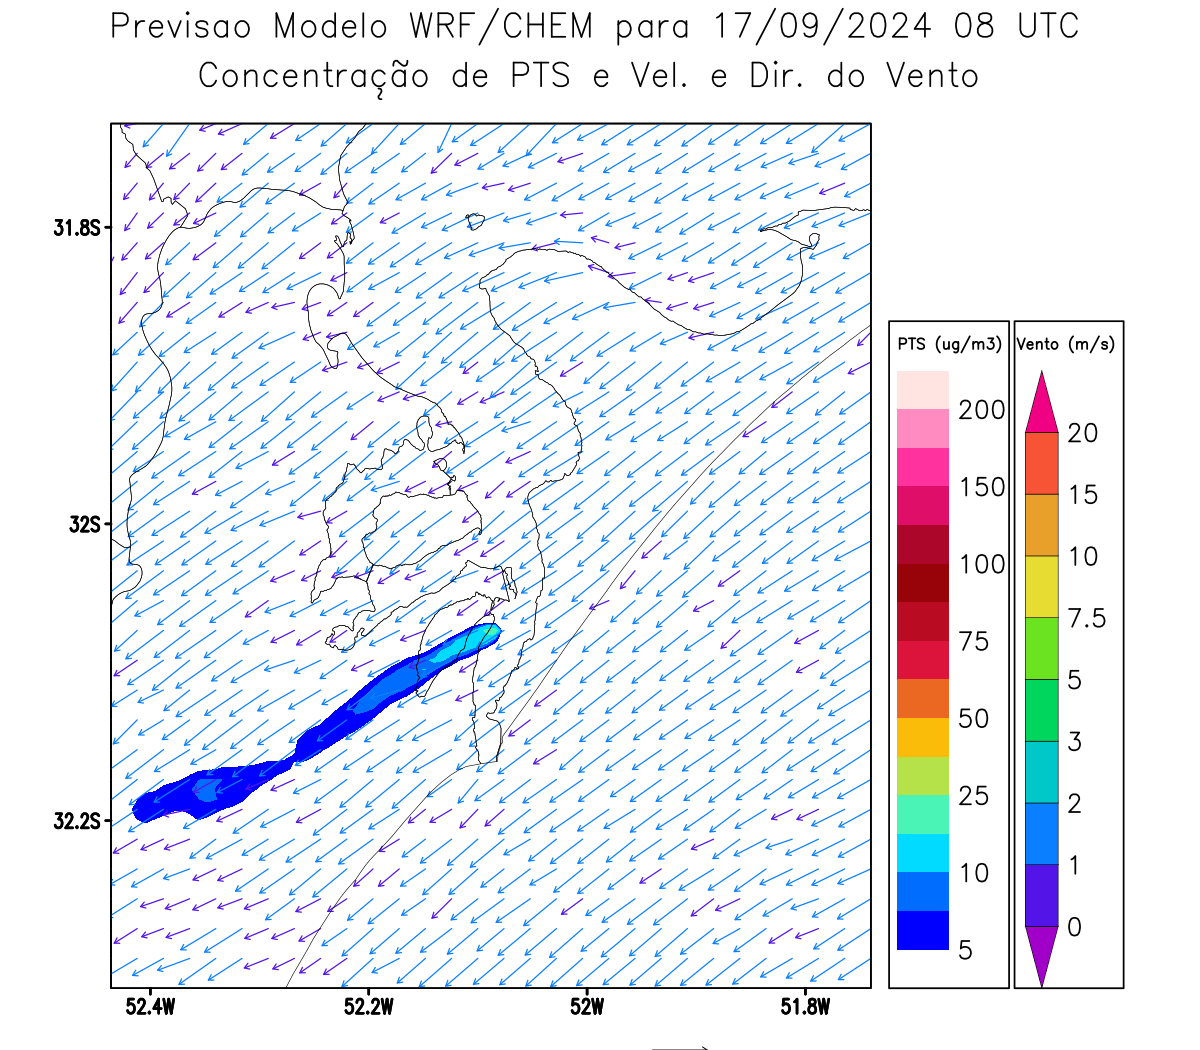 Previsao Modelo WRF/CHEM para 17/09/2024 08 UTC
Concentração de PTS e Vel. e Dir. do Vento
31.8S
32S
32.2S
52.4W
52.2W
52W
51.8W
PTS (ug/m3)
200
150
100
75
50
25
10
5
Vento (m/s)
20
15
10
7.5
5
3
2
1
0